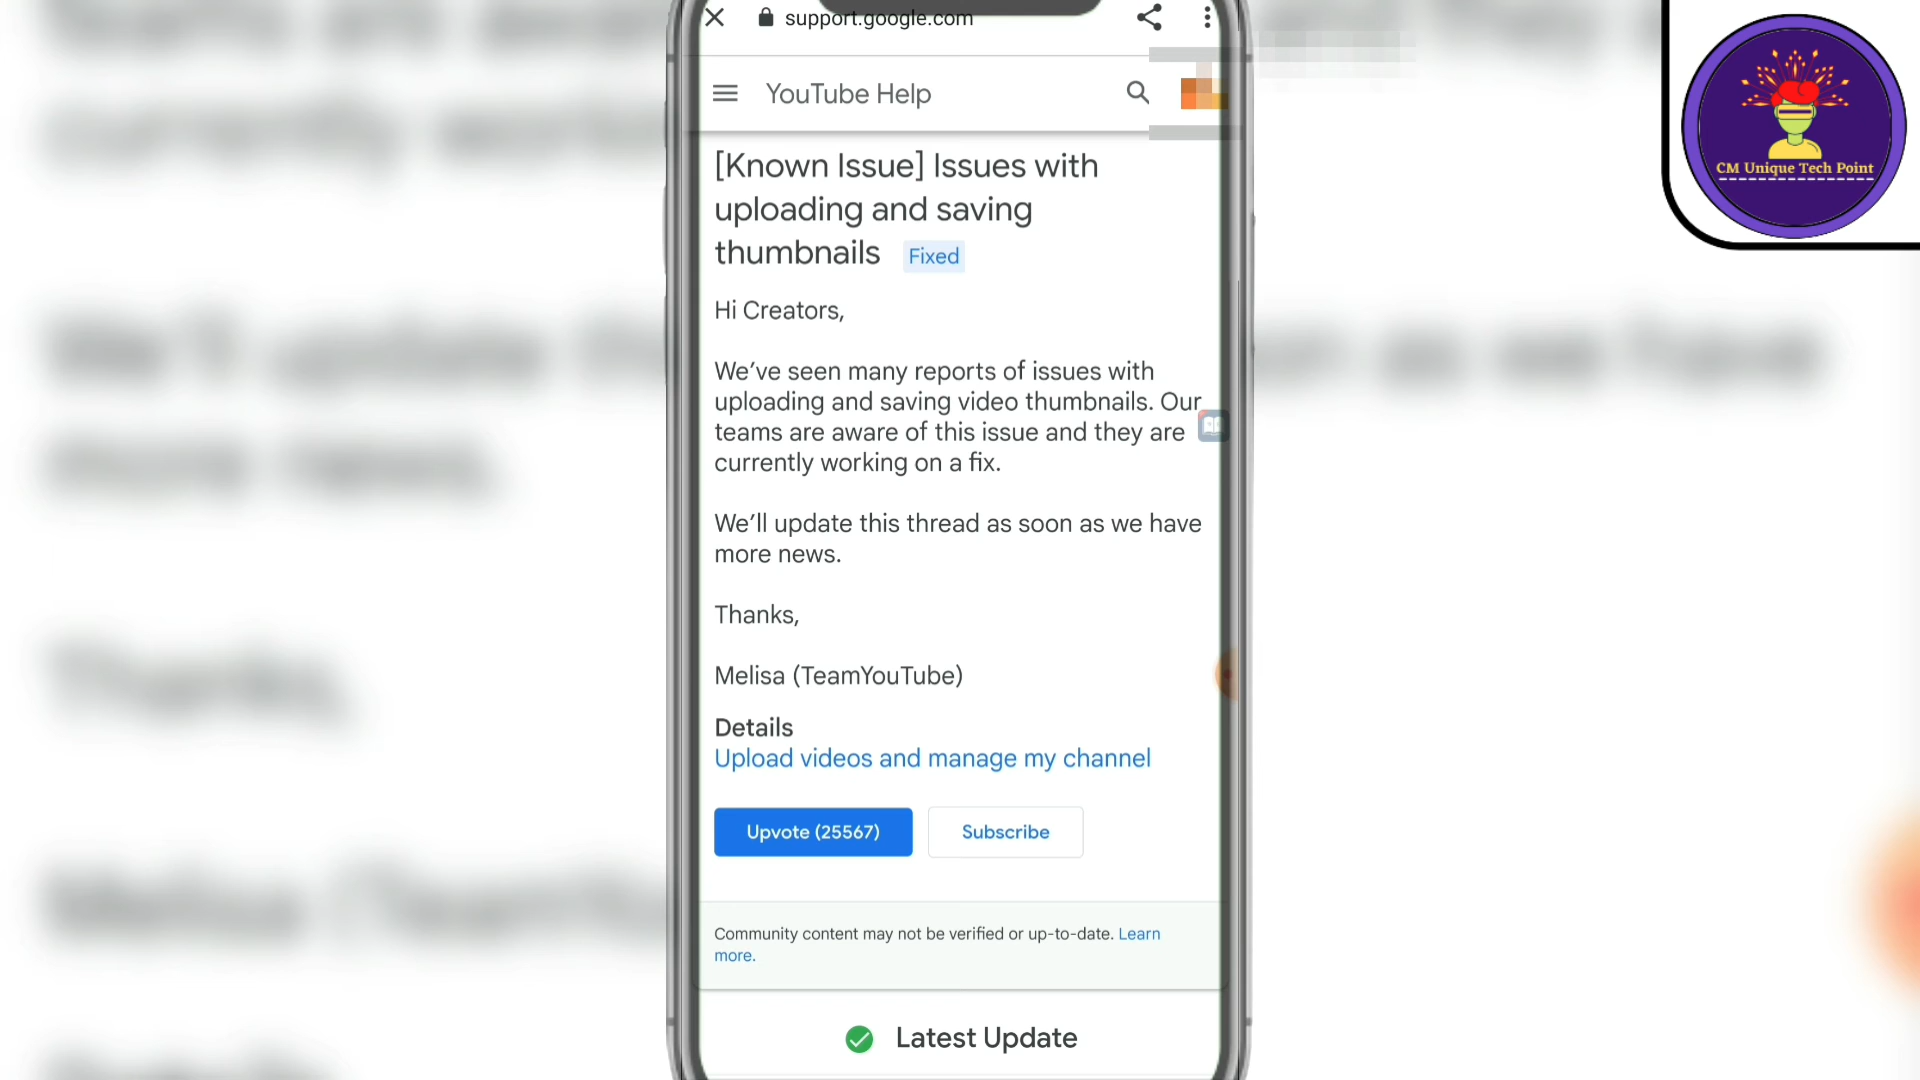 support.google.com
YouTube Help
[Known Issue] Issues with
uploading and saving
thumbnails Fixed
Hi Creators,
We’ve seen many reports of issues with
uploading and saving video thumbnails. Our
teams are aware of this issue and they are
currently working on a fix.
We’ll update this thread as soon as we have
more news.
Thanks,
Melisa (TeamYouTube)
Details
Upload videos and manage my channel
Upvote (25567) Subscribe
Community content may not be verified or up-to-date. Learn
more.
Latest Update
CM Unique Tech Point